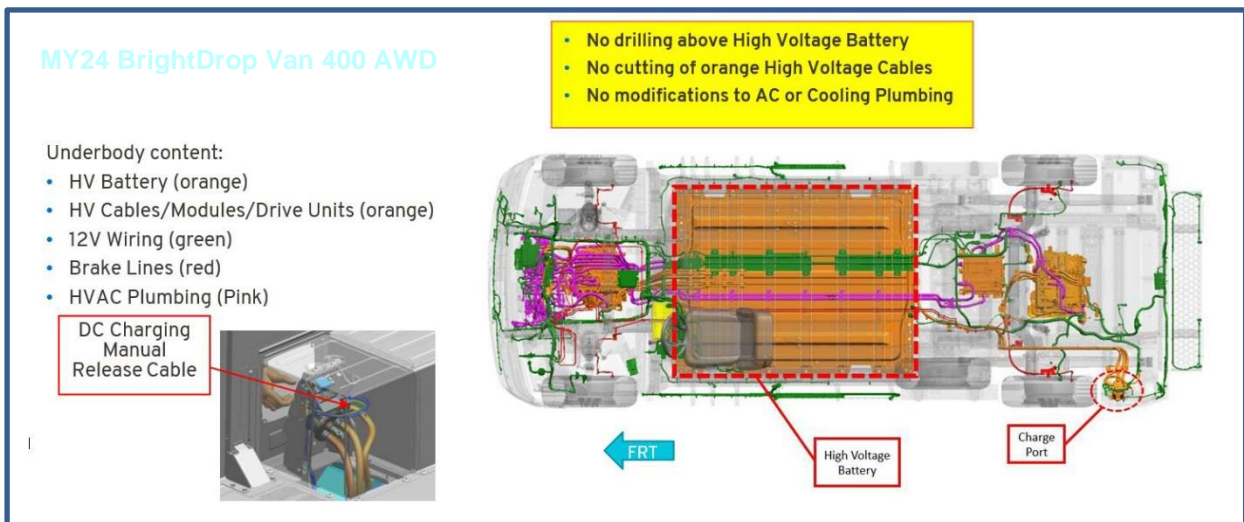 MY24 BrightDrop Van 400 AWD
• No drilling above High Voltage Battery
• No cutting of orange High Voltage Cables
• No modifications to AC or Cooling Plumbing
Underbody content:
• HV Battery (orange)
• HV Cables/Modules/Drive Units (orange)
• 12V Wiring (green)
• Brake Lines (red)
• HVAC Plumbing (Pink)
DC Charging
Manual
Release Cable
FRT
High Voltage
Battery
Charge
Port